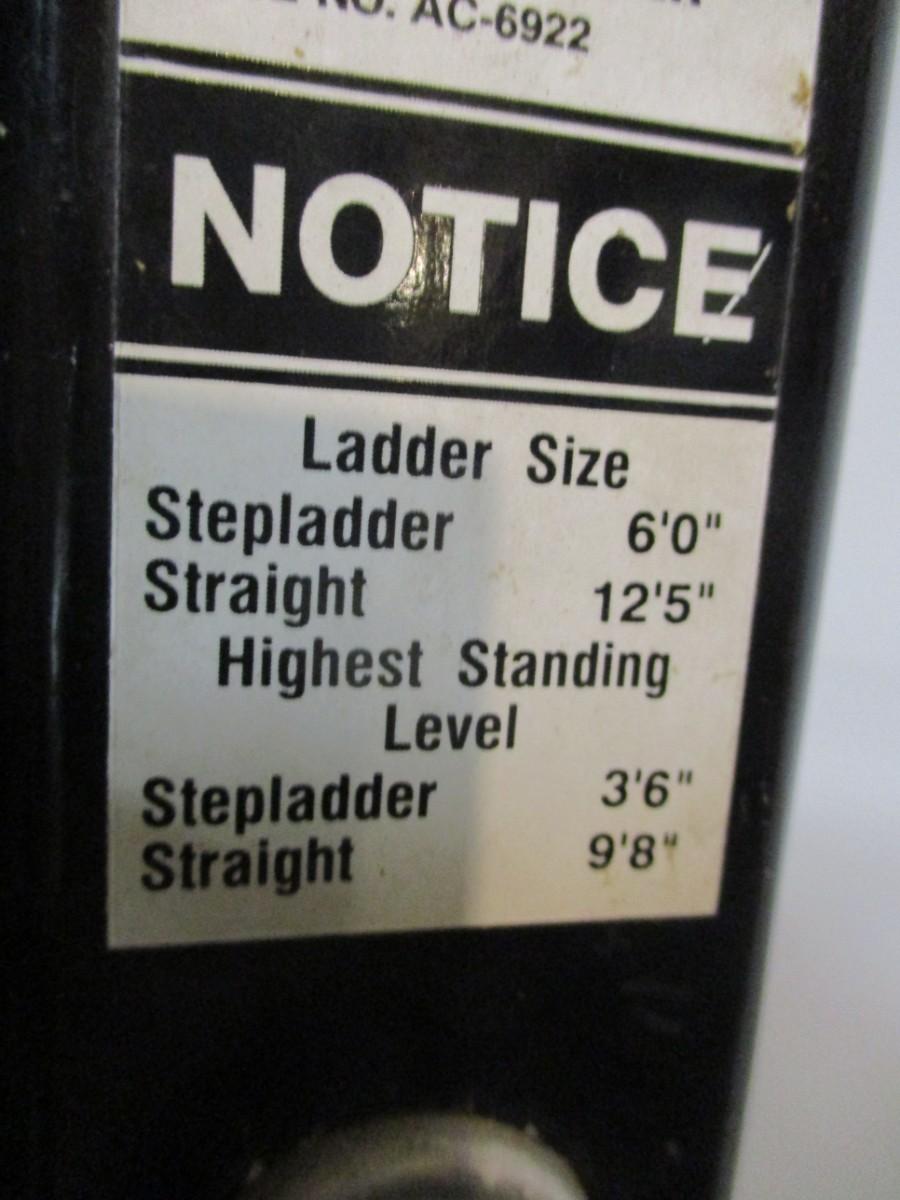 NO. AC-6922
NOTICE
Ladder Size
Stepladder 6'0"
Straight 12'5"
Highest Standing
Level
Stepladder 3'6"
Straight 9'8"